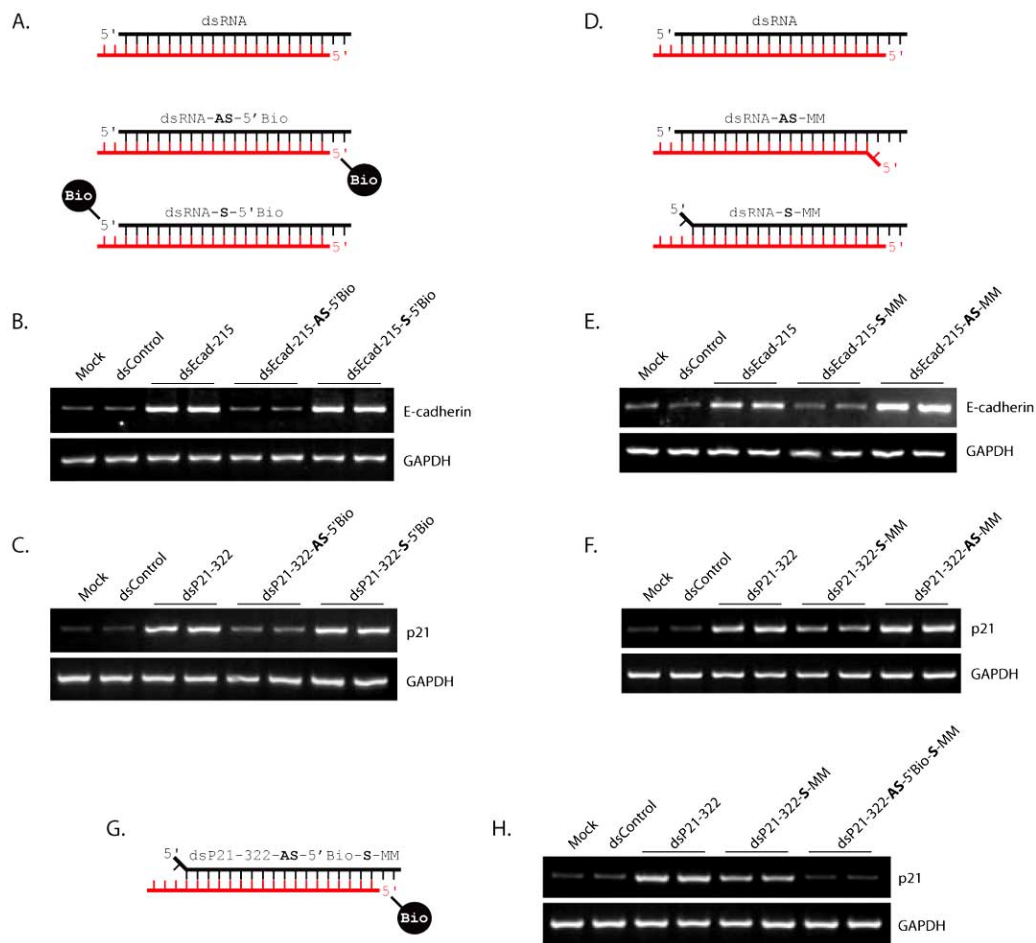 A.
dsRNA
5'
5'
dsRNA-AS-5'Bio
5'
5'
Bio
Bio
dsRNA-S-5'Bio
5'
5'
B.
Mock
dsControl
dsEcad-215
dsEcad-215-AS-5'Bio
dsEcad-215-S-5'Bio
E-cadherin
GAPDH
C.
Mock
dsControl
dsP21-322
dsP21-322-AS-5'Bio
dsP21-322-S-5'Bio
p21
GAPDH
D.
dsRNA
5'
5'
dsRNA-AS-MM
5'
5'
dsRNA-S-MM
5'
5'
E.
Mock
dsControl
dsEcad-215
dsEcad-215-S-MM
dsEcad-215-AS-MM
E-cadherin
GAPDH
F.
Mock
dsControl
dsP21-322
dsP21-322-S-MM
dsP21-322-AS-MM
p21
GAPDH
G.
5'
dsP21-322-AS-5'Bio-S-MM
5'
Bio
H.
Mock
dsControl
dsP21-322
dsP21-322-S-MM
dsP21-322-AS-5'Bio-S-MM
p21
GAPDH